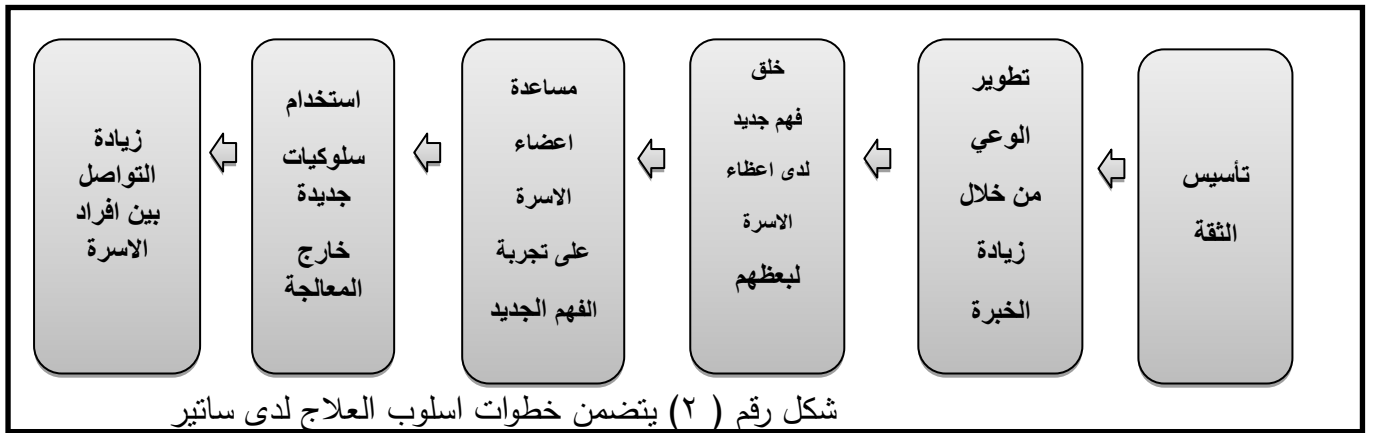 تأسيس
الثقة
تطوير
الوعي
من خلال
زيادة
الخبرة
خلق
فهم جديد
لدى اعظاء
الاسرة
لبعظهم
مساعدة
اعضاء
الاسرة
على تجربة
الفهم الجديد
استخدام
سلوكيات
جديدة
خارج
المعالجة
زيادة
التواصل
بين افراد
الاسرة
شكل رقم ( ٢) يتضمن خطوات اسلوب العلاج لدى ساتير